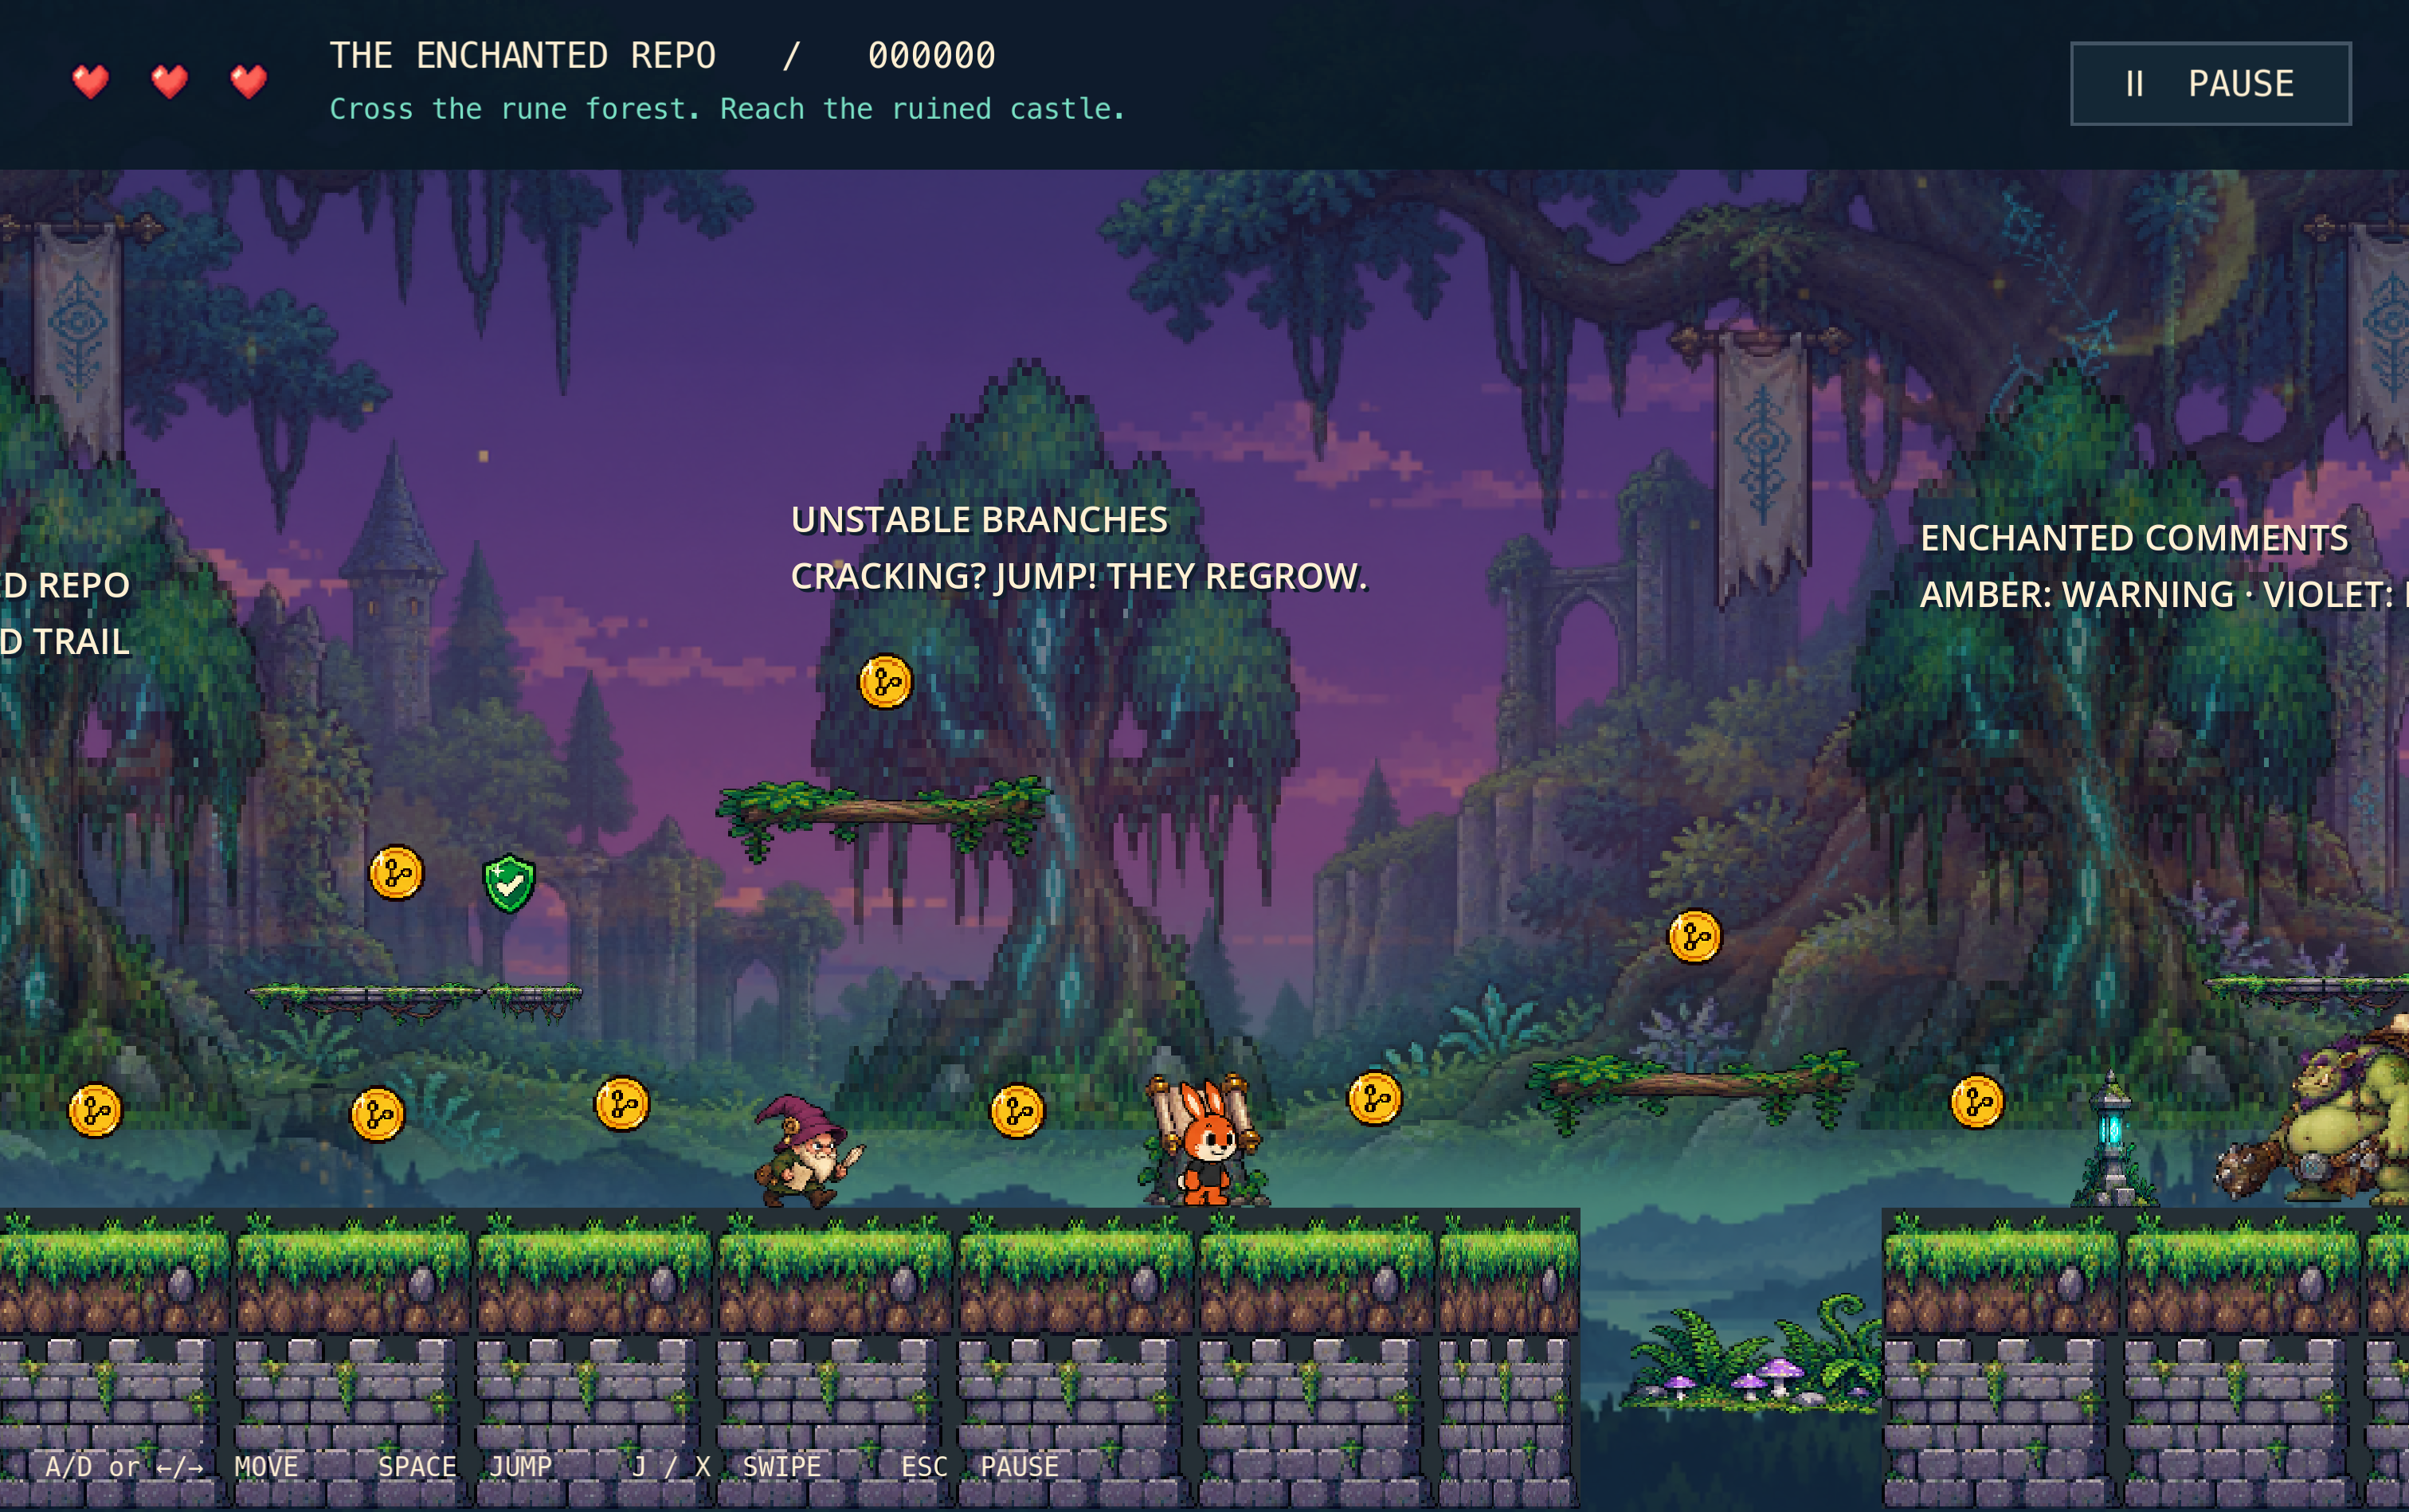 THE ENCHANTED REPO / 000000
Cross the rune forest. Reach the ruined castle.
II PAUSE
UNSTABLE BRANCHES
CRACKING? JUMP! THEY REGROW.
ENCHANTED COMMENTS
AMBER: WARNING · VIOLET:
D REPO
D TRAIL
A/D or ←/→ MOVE SPACE JUMP J / X SWIPE ESC PAUSE